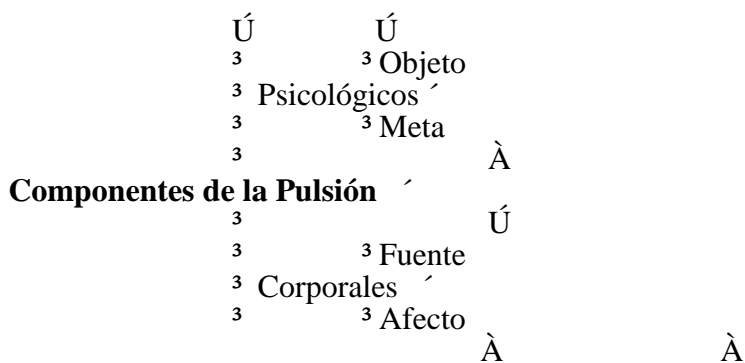 Ú Ú
³ ³ Objeto
³ Psicológicos ´
³ ³ Meta
³ À
Componentes de la Pulsión ´
³ Ú
³ ³ Fuente
³ Corporales ´
³ ³ Afecto
À À